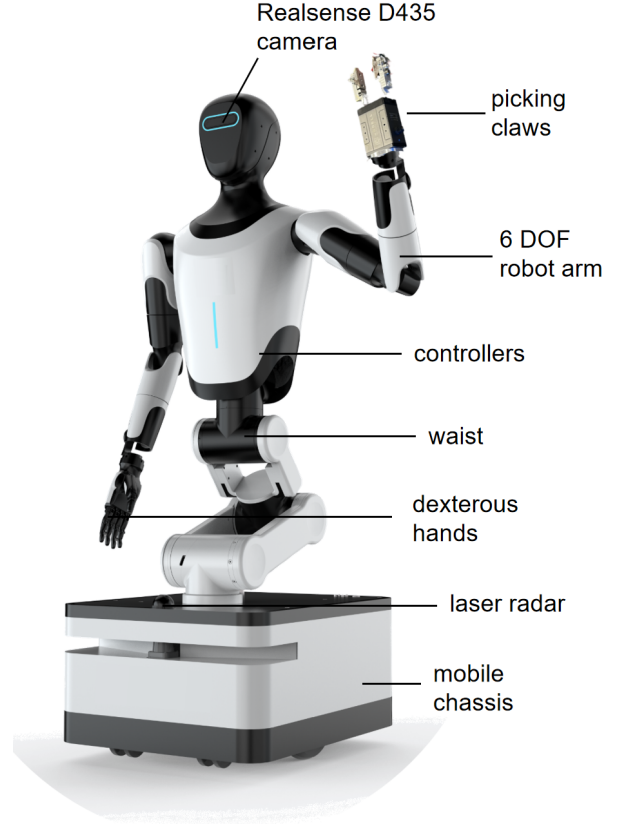 Realsense D435
camera
picking
claws
6 DOF
robot arm
controllers
waist
dexterous
hands
laser radar
mobile
chassis